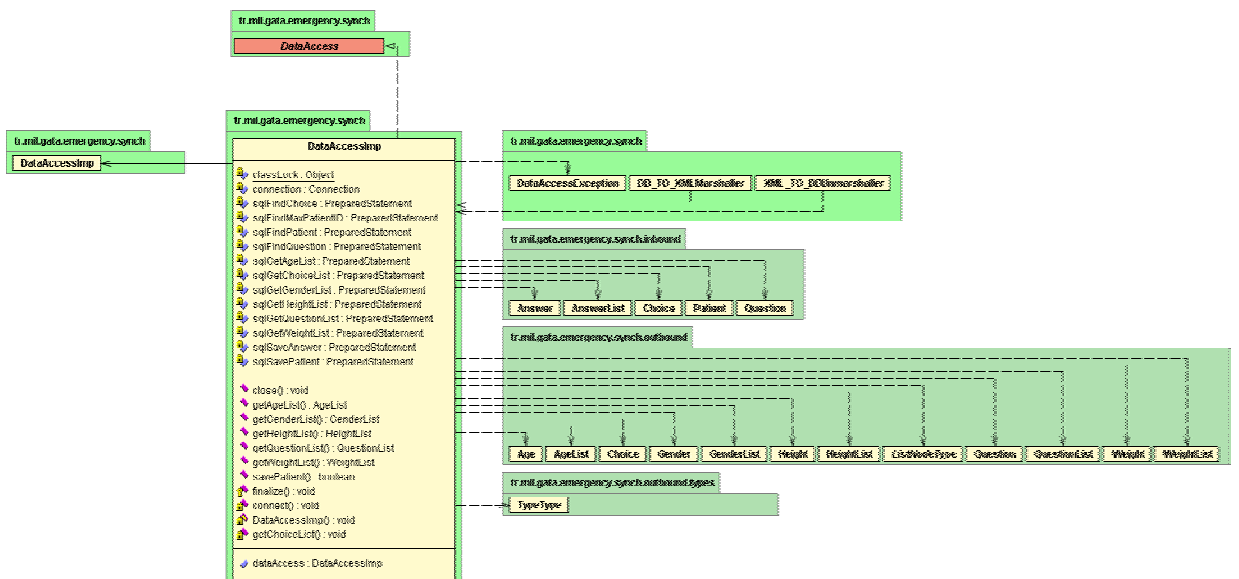 tr.mil.gata.emergency.synch
DataAccess
tr.mil.gata.emergency.synch
DataAccessImp
tr.mil.gata.emergency.synch
DataAccessImp
classLock : Object
connection : Connection
sqlFindChoice : PreparedStatement
sqlFindMaxPatientID : PreparedStatement
sqlFindPatient : PreparedStatement
sqlFindQuestion : PreparedStatement
sqlGetAgeList : PreparedStatement
sqlGetChoiceList : PreparedStatement
sqlGetGenderList : PreparedStatement
sqlGetHeightList : PreparedStatement
sqlGetQuestionList : PreparedStatement
sqlGetWeightList : PreparedStatement
sqlSaveAnswer : PreparedStatement
sqlSavePatient : PreparedStatement
close() : void
getAgeList() : AgeList
getGenderList() : GenderList
getHeightList() : HeightList
getQuestionList() : QuestionList
getWeightList() : WeightList
savePatient() : boolean
finalize() : void
connect() : void
DataAccessImp() : void
getChoiceList() : void
dataAccess : DataAccessImp
tr.mil.gata.emergency.synch
DataAccessException DB_TO_XMLMarshaller XML_TO_DBUnmarshaller
tr.mil.gata.emergency.synch.inbound
Answer AnswerList Choice Patient Question
tr.mil.gata.emergency.synch.outbound
Age AgeList Choice Gender GenderList Height HeightList ListNodeType Question QuestionList Weight WeightList
tr.mil.gata.emergency.synch.outbound.types
TypeType